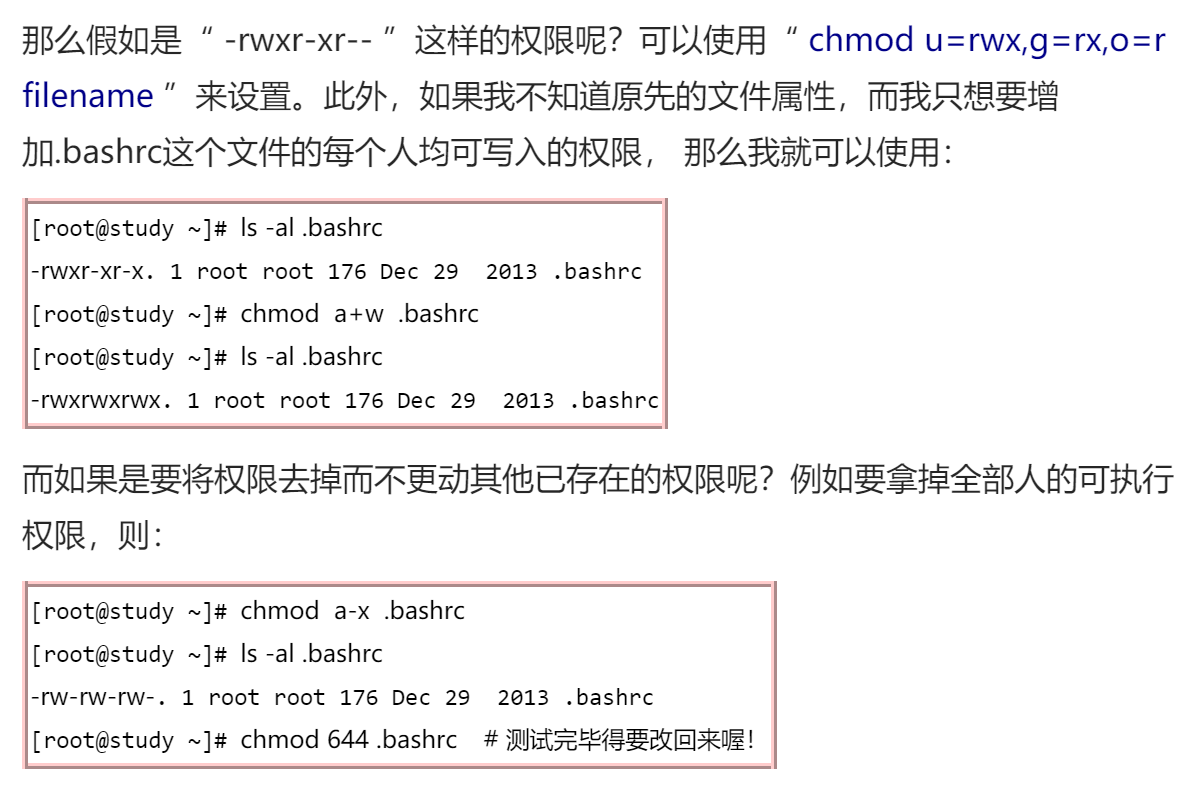 那么假如是“ -rwxr-xr-- ”这样的权限呢？可以使用“ chmod u=rwx,g=rx,o=r
filename ”来设置。此外，如果我不知道原先的文件属性，而我只想要增
加.bashrc这个文件的每个人均可写入的权限， 那么我就可以使用：
[root@study ~]# ls -al .bashrc
-rwxr-xr-x. 1 root root 176 Dec 29  2013 .bashrc
[root@study ~]# chmod  a+w  .bashrc
[root@study ~]# ls -al .bashrc
-rwxrwxrwx. 1 root root 176 Dec 29  2013 .bashrc
而如果是要将权限去掉而不更动其他已存在的权限呢？例如要拿掉全部人的可执行
权限，则：
[root@study ~]# chmod  a-x  .bashrc
[root@study ~]# ls -al .bashrc
-rw-rw-rw-. 1 root root 176 Dec 29  2013 .bashrc
[root@study ~]# chmod 644 .bashrc    # 测试完毕得要改回来喔！